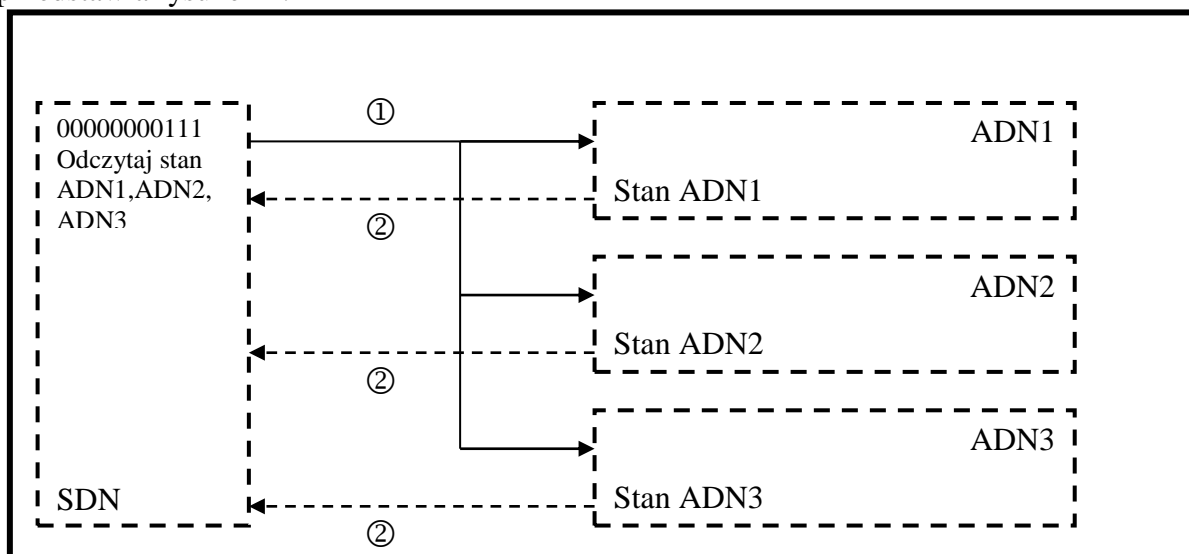 ①
00000000111
Odczytaj stan
ADN1,ADN2,
ADN3
ADN1
Stan ADN1
②
ADN2
Stan ADN2
②
ADN3
Stan ADN3
SDN
②